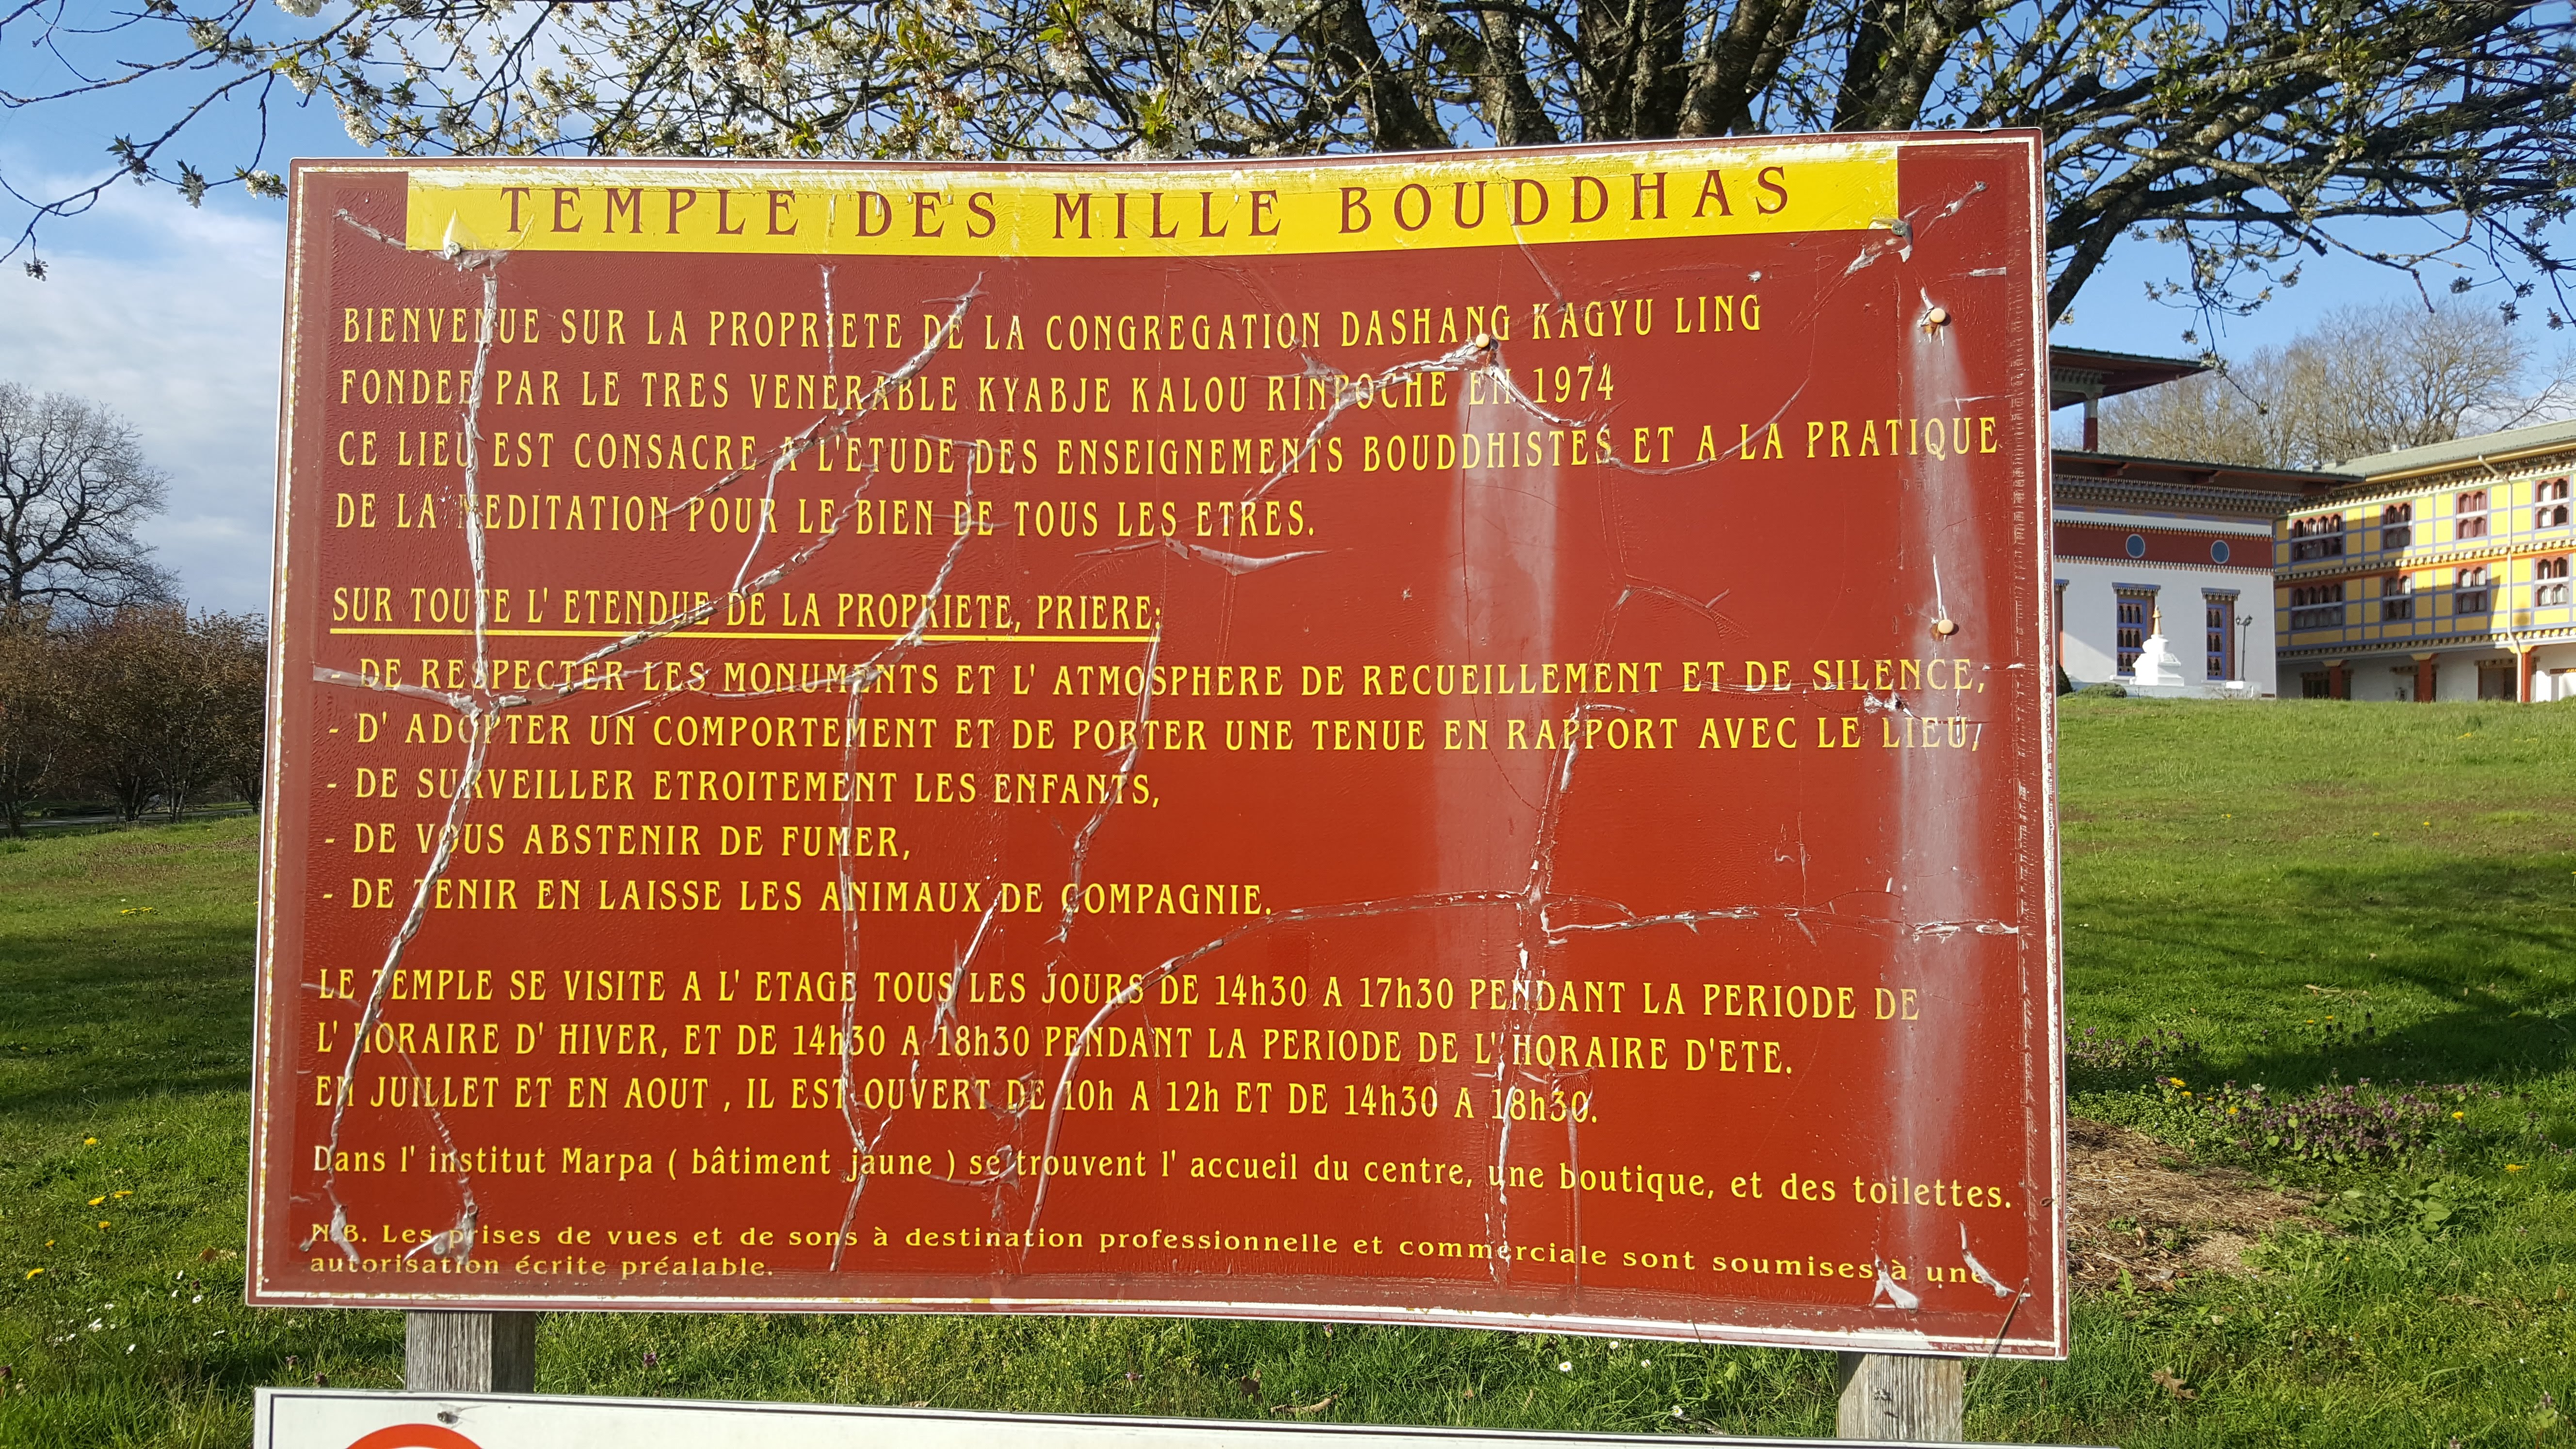 TEMPLE DES MILLE BOUDDHAS
BIENVENUE SUR LA PROPRIETE DE LA CONGREGATION DASHANG KAGYU LING
FONDEE PAR LE TRES VENERABLE KYABJE KALOU RINPOCHE EN 1974
CE LIEU EST CONSACRE A L'ETUDE DES ENSEIGNEMENTS BOUDDHISTES ET A LA PRATIQUE
DE LA MEDITATION POUR LE BIEN DE TOUS LES ETRES.
SUR TOUTE L' ETENDUE DE LA PROPRIETE, PRIERE:
- DE RESPECTER LES MONUMENTS ET L' ATMOSPHERE DE RECUEILLEMENT ET DE SILENCE,
- D' ADOPTER UN COMPORTEMENT ET DE PORTER UNE TENUE EN RAPPORT AVEC LE LIEU,
- DE SURVEILLER ETROITEMENT LES ENFANTS,
- DE VOUS ABSTENIR DE FUMER,
- DE TENIR EN LAISSE LES ANIMAUX DE COMPAGNIE.
LE TEMPLE SE VISITE A L' ETAGE TOUS LES JOURS DE 14h30 A 17h30 PENDANT LA PERIODE DE
L' HORAIRE D' HIVER, ET DE 14h30 A 18h30 PENDANT LA PERIODE DE L' HORAIRE D'ETE.
EN JUILLET ET EN AOUT , IL EST OUVERT DE 10h A 12h ET DE 14h30 A 18h30.
Dans l' institut Marpa ( bâtiment jaune ) se trouvent l' accueil du centre, une boutique, et des toilettes.
N.B. Les prises de vues et de sons à destination professionnelle et commerciale sont soumises à une
autorisation écrite préalable.